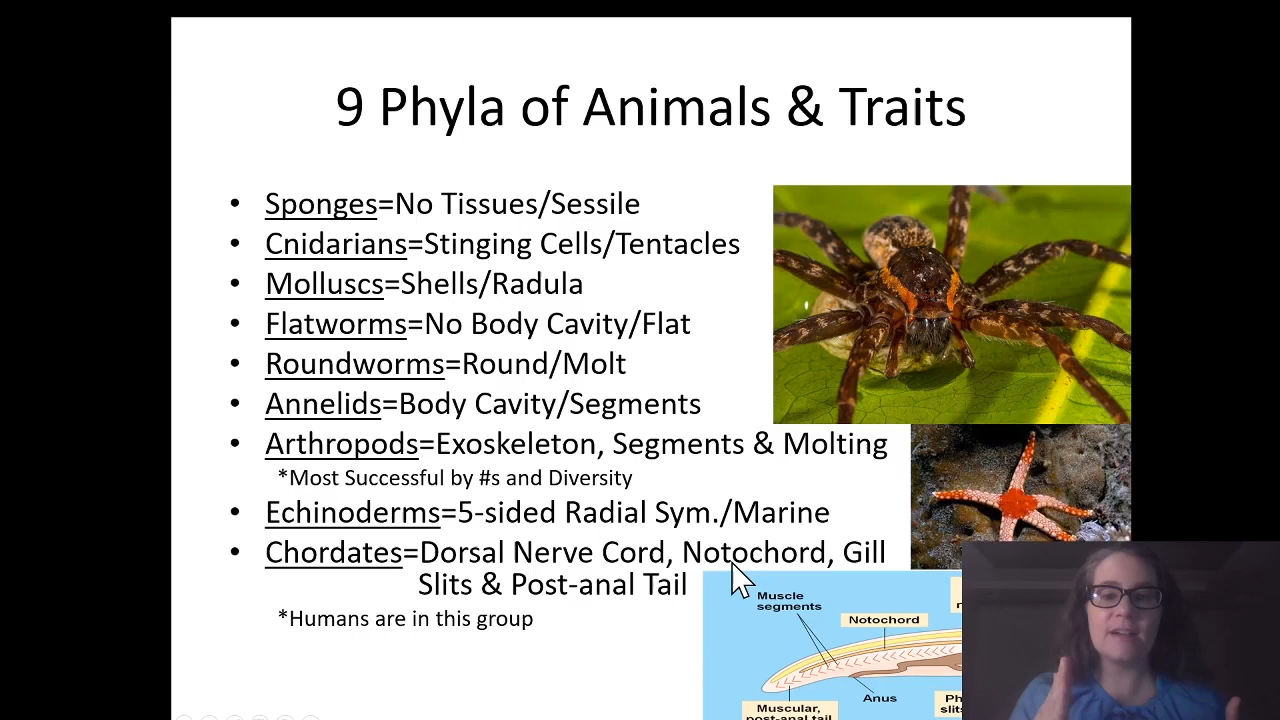 9 Phyla of Animals & Traits
• Sponges=No Tissues/Sessile
• Cnidarians=Stinging Cells/Tentacles
• Molluscs=Shells/Radula
• Flatworms=No Body Cavity/Flat
• Roundworms=Round/Molt
• Annelids=Body Cavity/Segments
• Arthropods=Exoskeleton, Segments & Molting
*Most Successful by #s and Diversity
• Echinoderms=5-sided Radial Sym./Marine
• Chordates=Dorsal Nerve Cord, Notochord, Gill
Slits & Post-anal Tail
*Humans are in this group
Muscle
segments
Notochord
Anus
Muscular,
post-anal tail